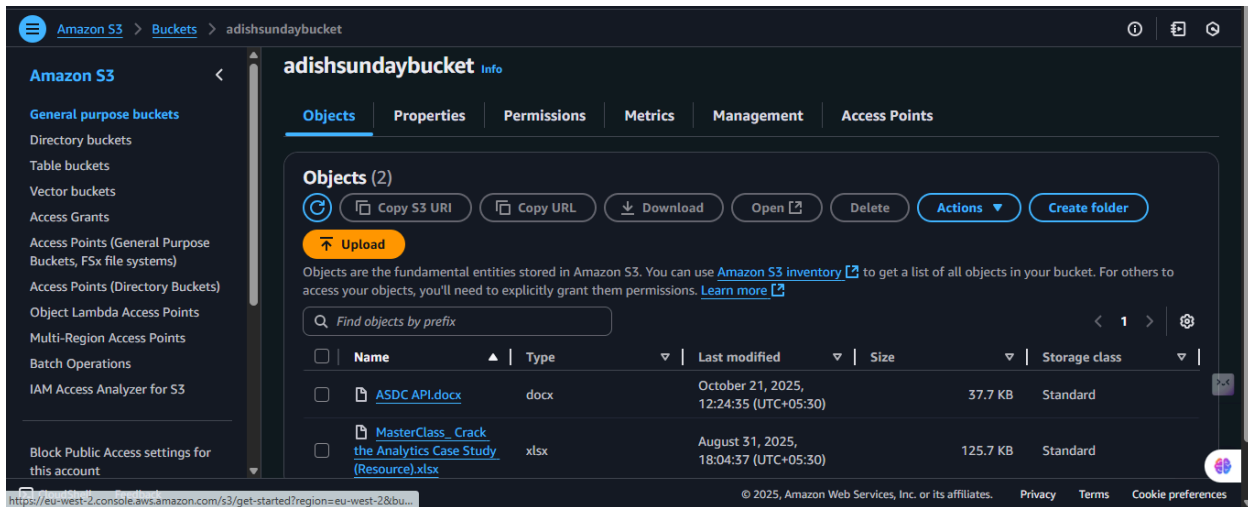 Amazon S3 > Buckets > adishsundaybucket
Amazon S3
General purpose buckets
Directory buckets
Table buckets
Vector buckets
Access Grants
Access Points (General Purpose
Buckets, FSx file systems)
Access Points (Directory Buckets)
Object Lambda Access Points
Multi-Region Access Points
Batch Operations
IAM Access Analyzer for S3
Block Public Access settings for
this account
adishsundaybucket Info
Objects Properties Permissions Metrics Management Access Points
Objects (2)
Copy S3 URI Copy URL Download Open Delete Actions Create folder
Upload
Objects are the fundamental entities stored in Amazon S3. You can use Amazon S3 inventory to get a list of all objects in your bucket. For others to
access your objects, you'll need to explicitly grant them permissions. Learn more
Find objects by prefix
1
Name Type Last modified Size Storage class
ASDC API.docx docx October 21, 2025, 37.7 KB Standard
12:24:35 (UTC+05:30)
MasterClass_ Crack
the Analytics Case Study xlsx August 31, 2025, 125.7 KB Standard
(Resource).xlsx 18:04:37 (UTC+05:30)
CloudShell Feedback
https://eu-west-2.console.aws.amazon.com/s3/get-started?region=eu-west-2&bu...
© 2025, Amazon Web Services, Inc. or its affiliates. Privacy Terms Cookie preferences